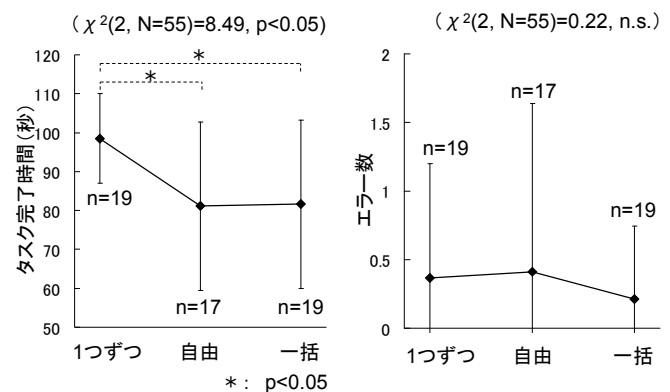 ( χ²(2, N=55)=8.49, p<0.05)
*
*
タスク完了時間(秒)
120
110
100
90
80
70
60
50
n=19
n=17
n=19
1つずつ
自由
一括
*: p<0.05
( χ²(2, N=55)=0.22, n.s.)
エラー数
2
1.5
1
0.5
0
n=19
n=17
n=19
1つずつ
自由
一括